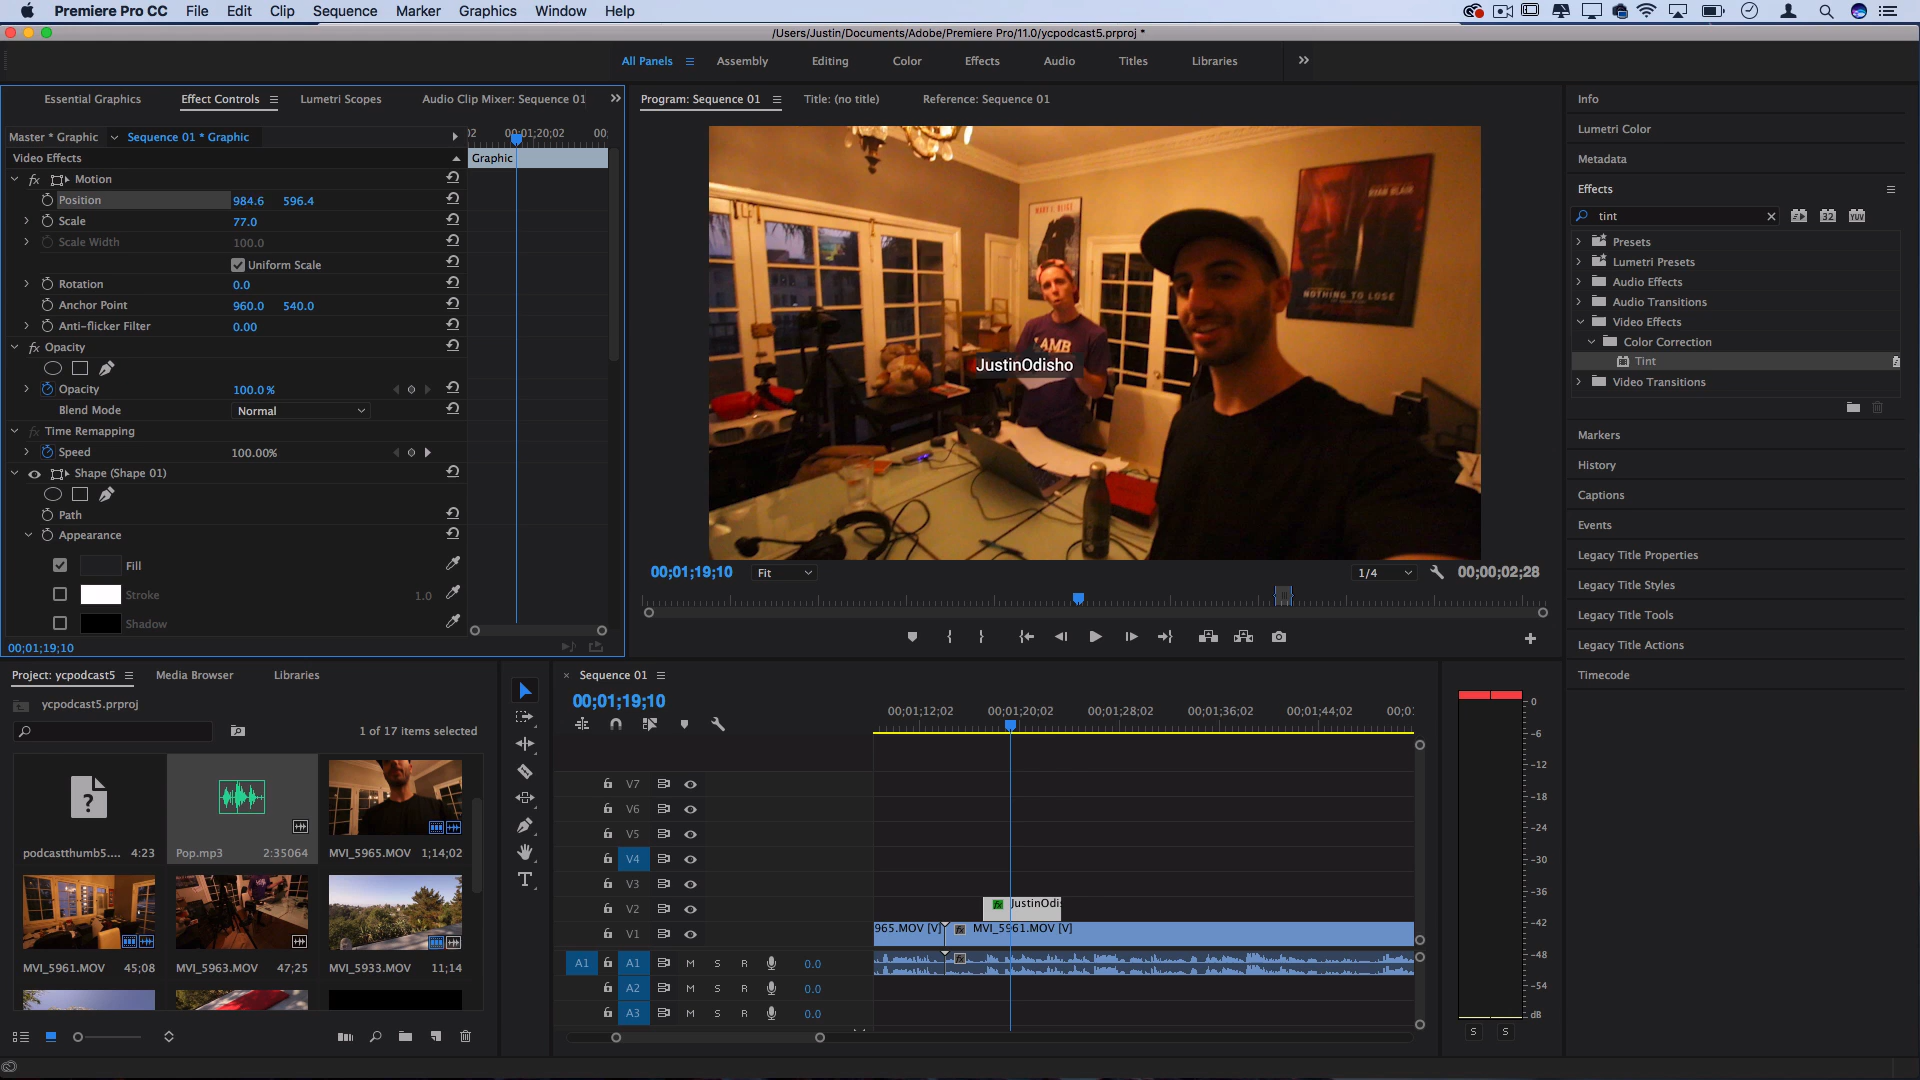 Premiere Pro CC File Edit Clip Sequence Marker Graphics Window Help
/Users/Justin/Documents/Adobe/Premiere Pro/11.0/ycpodcast5.prproj *
All Panels Assembly Editing Color Effects Audio Titles Libraries
Essential Graphics Effect Controls Lumetri Scopes Audio Clip Mixer: Sequence 01
Master * Graphic Sequence 01 * Graphic
Video Effects
Motion
Position 984.6 596.4
Scale 77.0
Scale Width 100.0
Uniform Scale
Rotation 0.0
Anchor Point 960.0 540.0
Anti-flicker Filter 0.00
Opacity
Opacity 100.0 %
Blend Mode Normal
Time Remapping
Speed 100.00%
Shape (Shape 01)
Path
Appearance
Fill
Stroke 1.0
Shadow
00;01;19;10
00;01;20;02
Graphic
Program: Sequence 01 Title: (no title) Reference: Sequence 01
RYAN BLAIR
NOTHING TO LOSE
LAMB
JustinOdisho
00;01;19;10 Fit 1/4 00;00;02;28
Info
Lumetri Color
Metadata
Effects
tint
32
YUV
Presets
Lumetri Presets
Audio Effects
Audio Transitions
Video Effects
Color Correction
Tint
Video Transitions
Markers
History
Captions
Events
Legacy Title Properties
Legacy Title Styles
Legacy Title Tools
Legacy Title Actions
Timecode
Project: ycpodcast5 Media Browser Libraries
ycpodcast5.prproj
1 of 17 items selected
podcastthumb5.... 4:23
Pop.mp3 2:35064
MVI_5965.MOV 1;14;02
MVI_5961.MOV 45;08
MVI_5963.MOV 47;25
MVI_5933.MOV 11;14
T
Sequence 01
00;01;19;10
00;01;12;02 00;01;20;02 00;01;28;02 00;01;36;02 00;01;44;02
V7
V6
V5
V4
V3
V2 JustinOdi
V1 965.MOV [V] MVI_5961.MOV [V]
A1 A1 M S R 0.0
A2 M S R 0.0
A3 M S R 0.0
0
-6
-12
-18
-24
-30
-36
-42
-48
-54
dB
S S